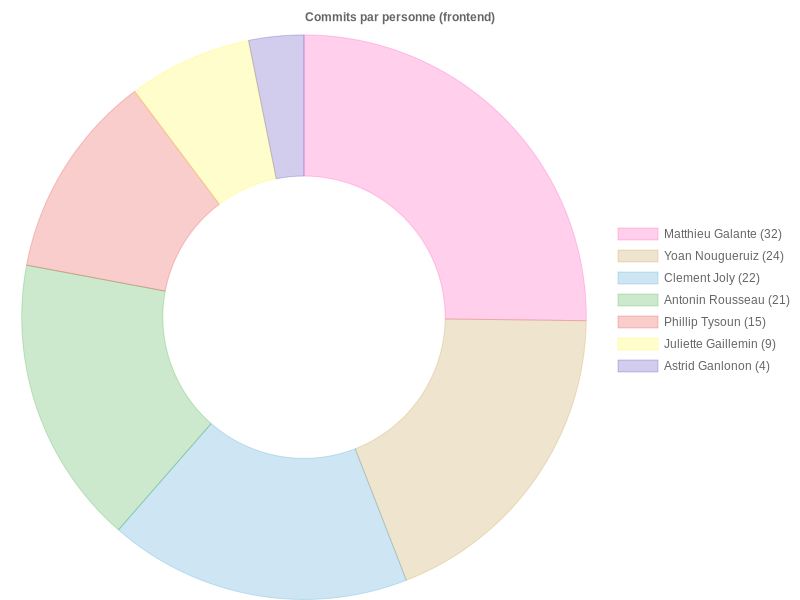 Commits par personne (frontend)
Matthieu Galante (32)
Yoan Nougueruiz (24)
Clement Joly (22)
Antonin Rousseau (21)
Phillip Tysoun (15)
Juliette Gaillemin (9)
Astrid Ganlonon (4)